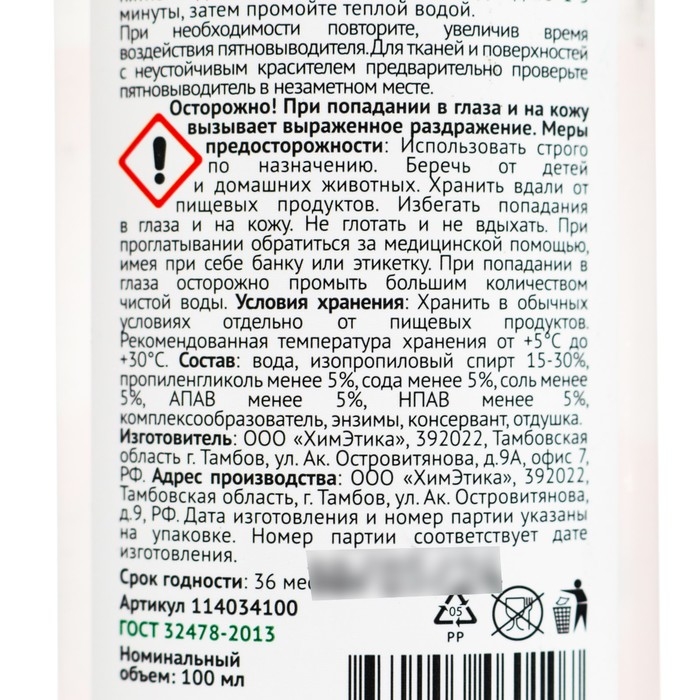 минуты, затем промойте теплой водой.
При необходимости повторите, увеличив время
воздействия пятновыводителя.Для тканей и поверхностей
с неустойчивым красителем предварительно проверьте
пятновыводитель в незаметном месте.
Осторожно! При попадании в глаза и на кожу
вызывает выраженное раздражение. Меры
предосторожности: Использовать строго
по назначению. Беречь от детей
и домашних животных. Хранить вдали от
пищевых продуктов. Избегать попадания
в глаза и на кожу. Не глотать и не вдыхать. При
проглатывании обратиться за медицинской помощью,
имея при себе банку или этикетку. При попадании в
глаза осторожно промыть большим количеством
чистой воды. Условия хранения: Хранить в обычных
условиях отдельно от пищевых продуктов.
Рекомендованная температура хранения от +5°С до
+30°С. Состав: вода, изопропиловый спирт 15-30%,
пропиленгликоль менее 5%, сода менее 5%, соль менее
5%, АПАВ менее 5%, НПАВ менее 5%,
комплексообразователь, энзимы, консервант, отдушка.
Изготовитель: ООО «ХимЭтика», 392022, Тамбовская
область г. Тамбов, ул. Ак. Островитянова, д.9А, офис 7,
РФ. Адрес производства: ООО «ХимЭтика», 392022,
Тамбовская область, г. Тамбов, ул. Ак. Островитянова,
д.9, РФ. Дата изготовления и номер партии указаны
на упаковке. Номер партии соответствует дате
изготовления.
Срок годности: 36
Артикул 114034100
ГОСТ 32478-2013
Номинальный
объем: 100 мл
05
PP